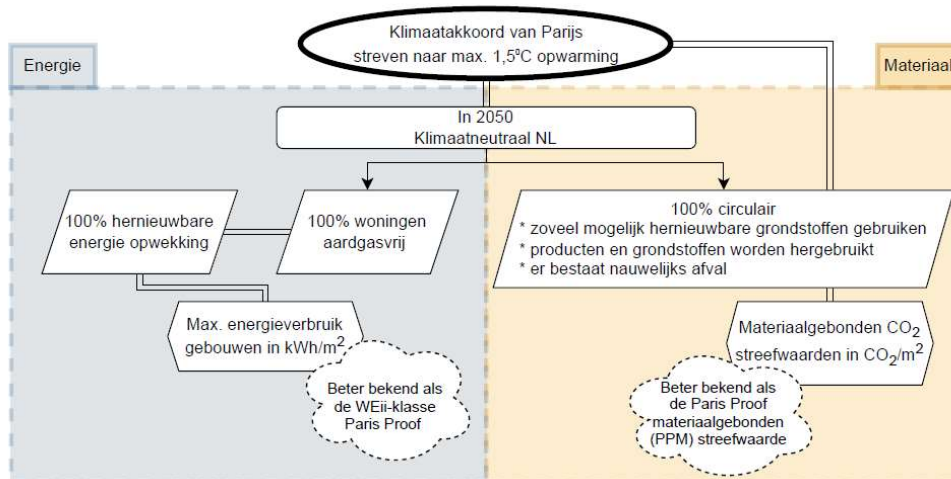 Klimaatakkoord van Parijs
streven naar max. 1,5⁰C opwarming
Energie
Materiaal
In 2050
Klimaatneutraal NL
100% hernieuwbare
energie opwekking
100% woningen
aardgasvrij
100% circulair
* zoveel mogelijk hernieuwbare grondstoffen gebruiken
* producten en grondstoffen worden hergebruikt
* er bestaat nauwelijks afval
Max. energieverbruik
gebouwen in kWh/m²
Beter bekend als
de WEii-klasse
Paris Proof
Materiaalgebonden CO₂
streefwaarden in CO₂/m²
Beter bekend als
de Paris Proof
materiaalgebonden
(PPM) streefwaarde